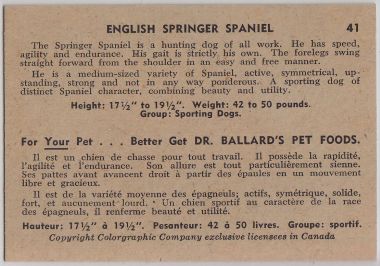 ENGLISH SPRINGER SPANIEL 41
The Springer Spaniel is a hunting dog of all work. He has speed,
agility and endurance. His gait is strictly his own. The forelegs swing
straight forward from the shoulder in an easy and free manner.
He is a medium-sized variety of Spaniel, active, symmetrical, up-
standing, strong and not in any way ponderous. A sporting dog of
distinct Spaniel character, combining beauty and utility.
Height: 17½" to 19½". Weight: 42 to 50 pounds.
Group: Sporting Dogs.
For Your Pet . . . Better Get DR. BALLARD'S PET FOODS.
Il est un chien de chasse pour tout travail. Il possède la rapidité,
l'agilité et l'endurance. Son allure est tout particulièrement sienne.
Ses pattes avant avancent droit à partir des épaules en un mouvement
libre et gracieux.
Il est de la variété moyenne des épagneuls; actifs, symétrique, solide,
fort, et aucunement lourd. Un chien sportif au caractère de la race
des épagneuls, il renferme beauté et utilité.
Hauteur: 17½" à 19½". Pesanteur: 42 à 50 livres. Groupe: sportif.
Copyright Colorgraphic Company exclusive licensees in Canada